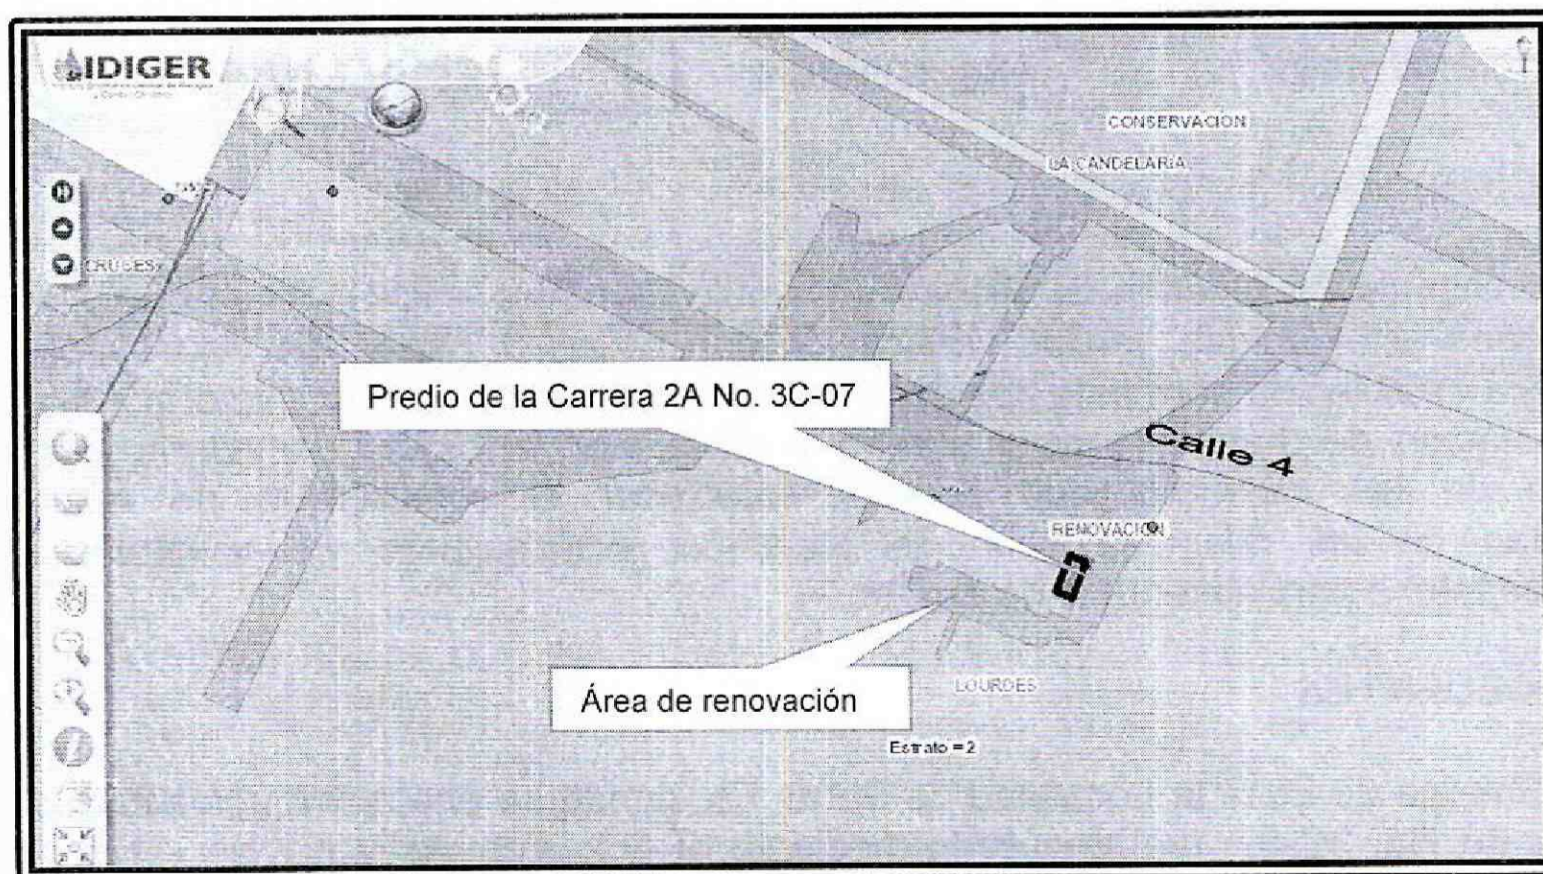 IDIGER
CONSERVACION
LA CANDELARIA
CRUCES
Predio de la Carrera 2A No. 3C-07
Calle 4
RENOVACION
Área de renovación
LOURDES
Estrato = 2